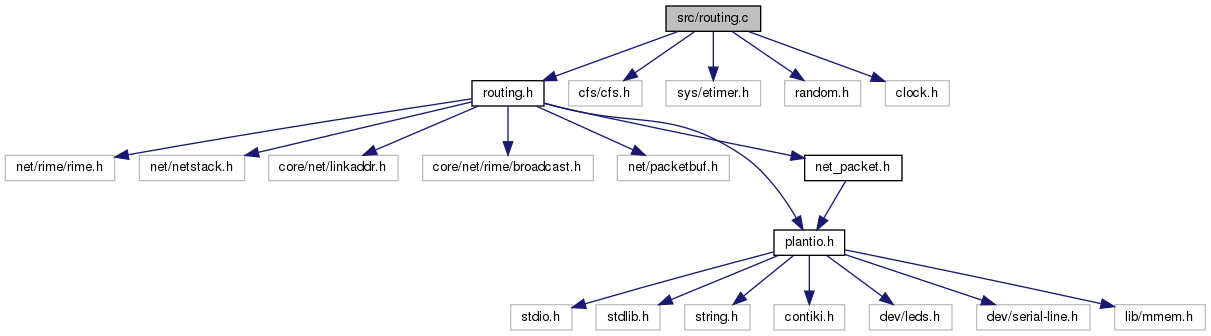 src/routing.c
routing.h
cfs/cfs.h
sys/etimer.h
random.h
clock.h
net/rime/rime.h
net/netstack.h
core/net/linkaddr.h
core/net/rime/broadcast.h
net/packetbuf.h
net_packet.h
plantio.h
stdio.h
stdlib.h
string.h
contiki.h
dev/leds.h
dev/serial-line.h
lib/mmem.h